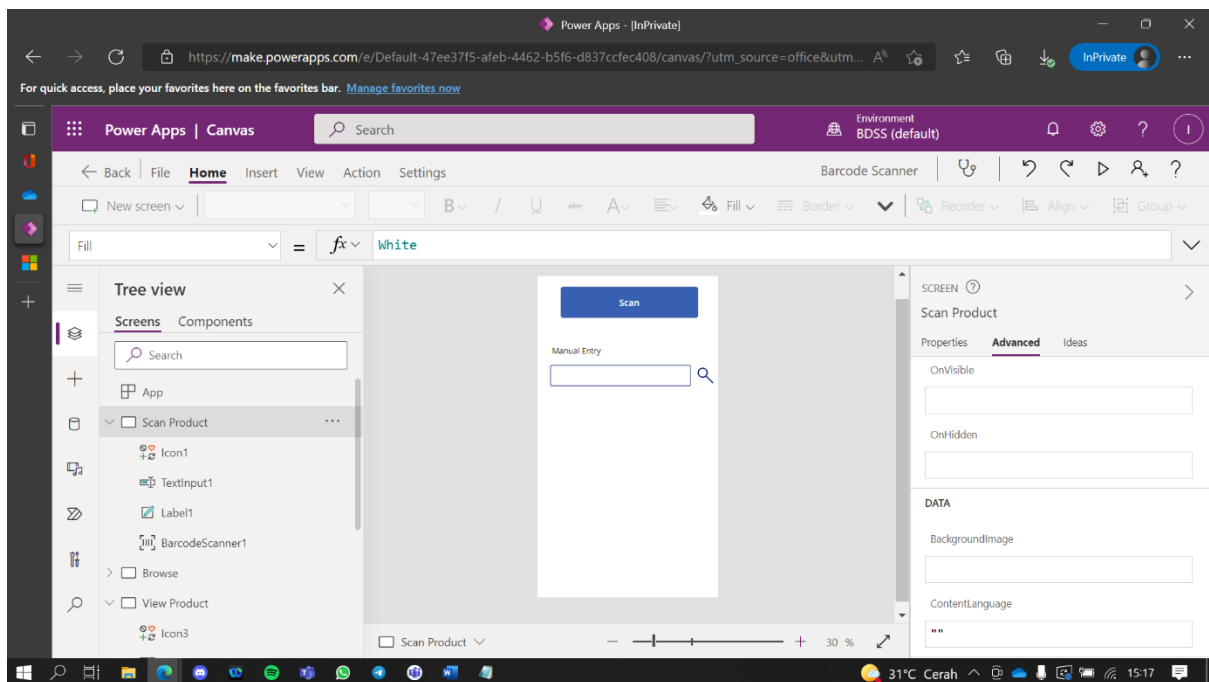 Power Apps - [InPrivate]
https://make.powerapps.com/e/Default-47ee37f5-afeb-4462-b5f6-d837ccfec408/canvas/?utm_source=office&utm... InPrivate
For quick access, place your favorites here on the favorites bar. Manage favorites now
Power Apps | Canvas
Search
Environment
BDSS (default)
I
Back File Home Insert View Action Settings
Barcode Scanner
New screen
B / U abc A Fill Border Reorder Align Group
Fill = fx White
Tree view
Screens Components
Search
App
Scan Product
Icon1
TextInput1
Label1
BarcodeScanner1
Browse
View Product
Icon3
Scan
Manual Entry
Scan Product
30 %
SCREEN
Scan Product
Properties Advanced Ideas
OnVisible
OnHidden
DATA
BackgroundImage
ContentLanguage
""
31°C Cerah 15:17